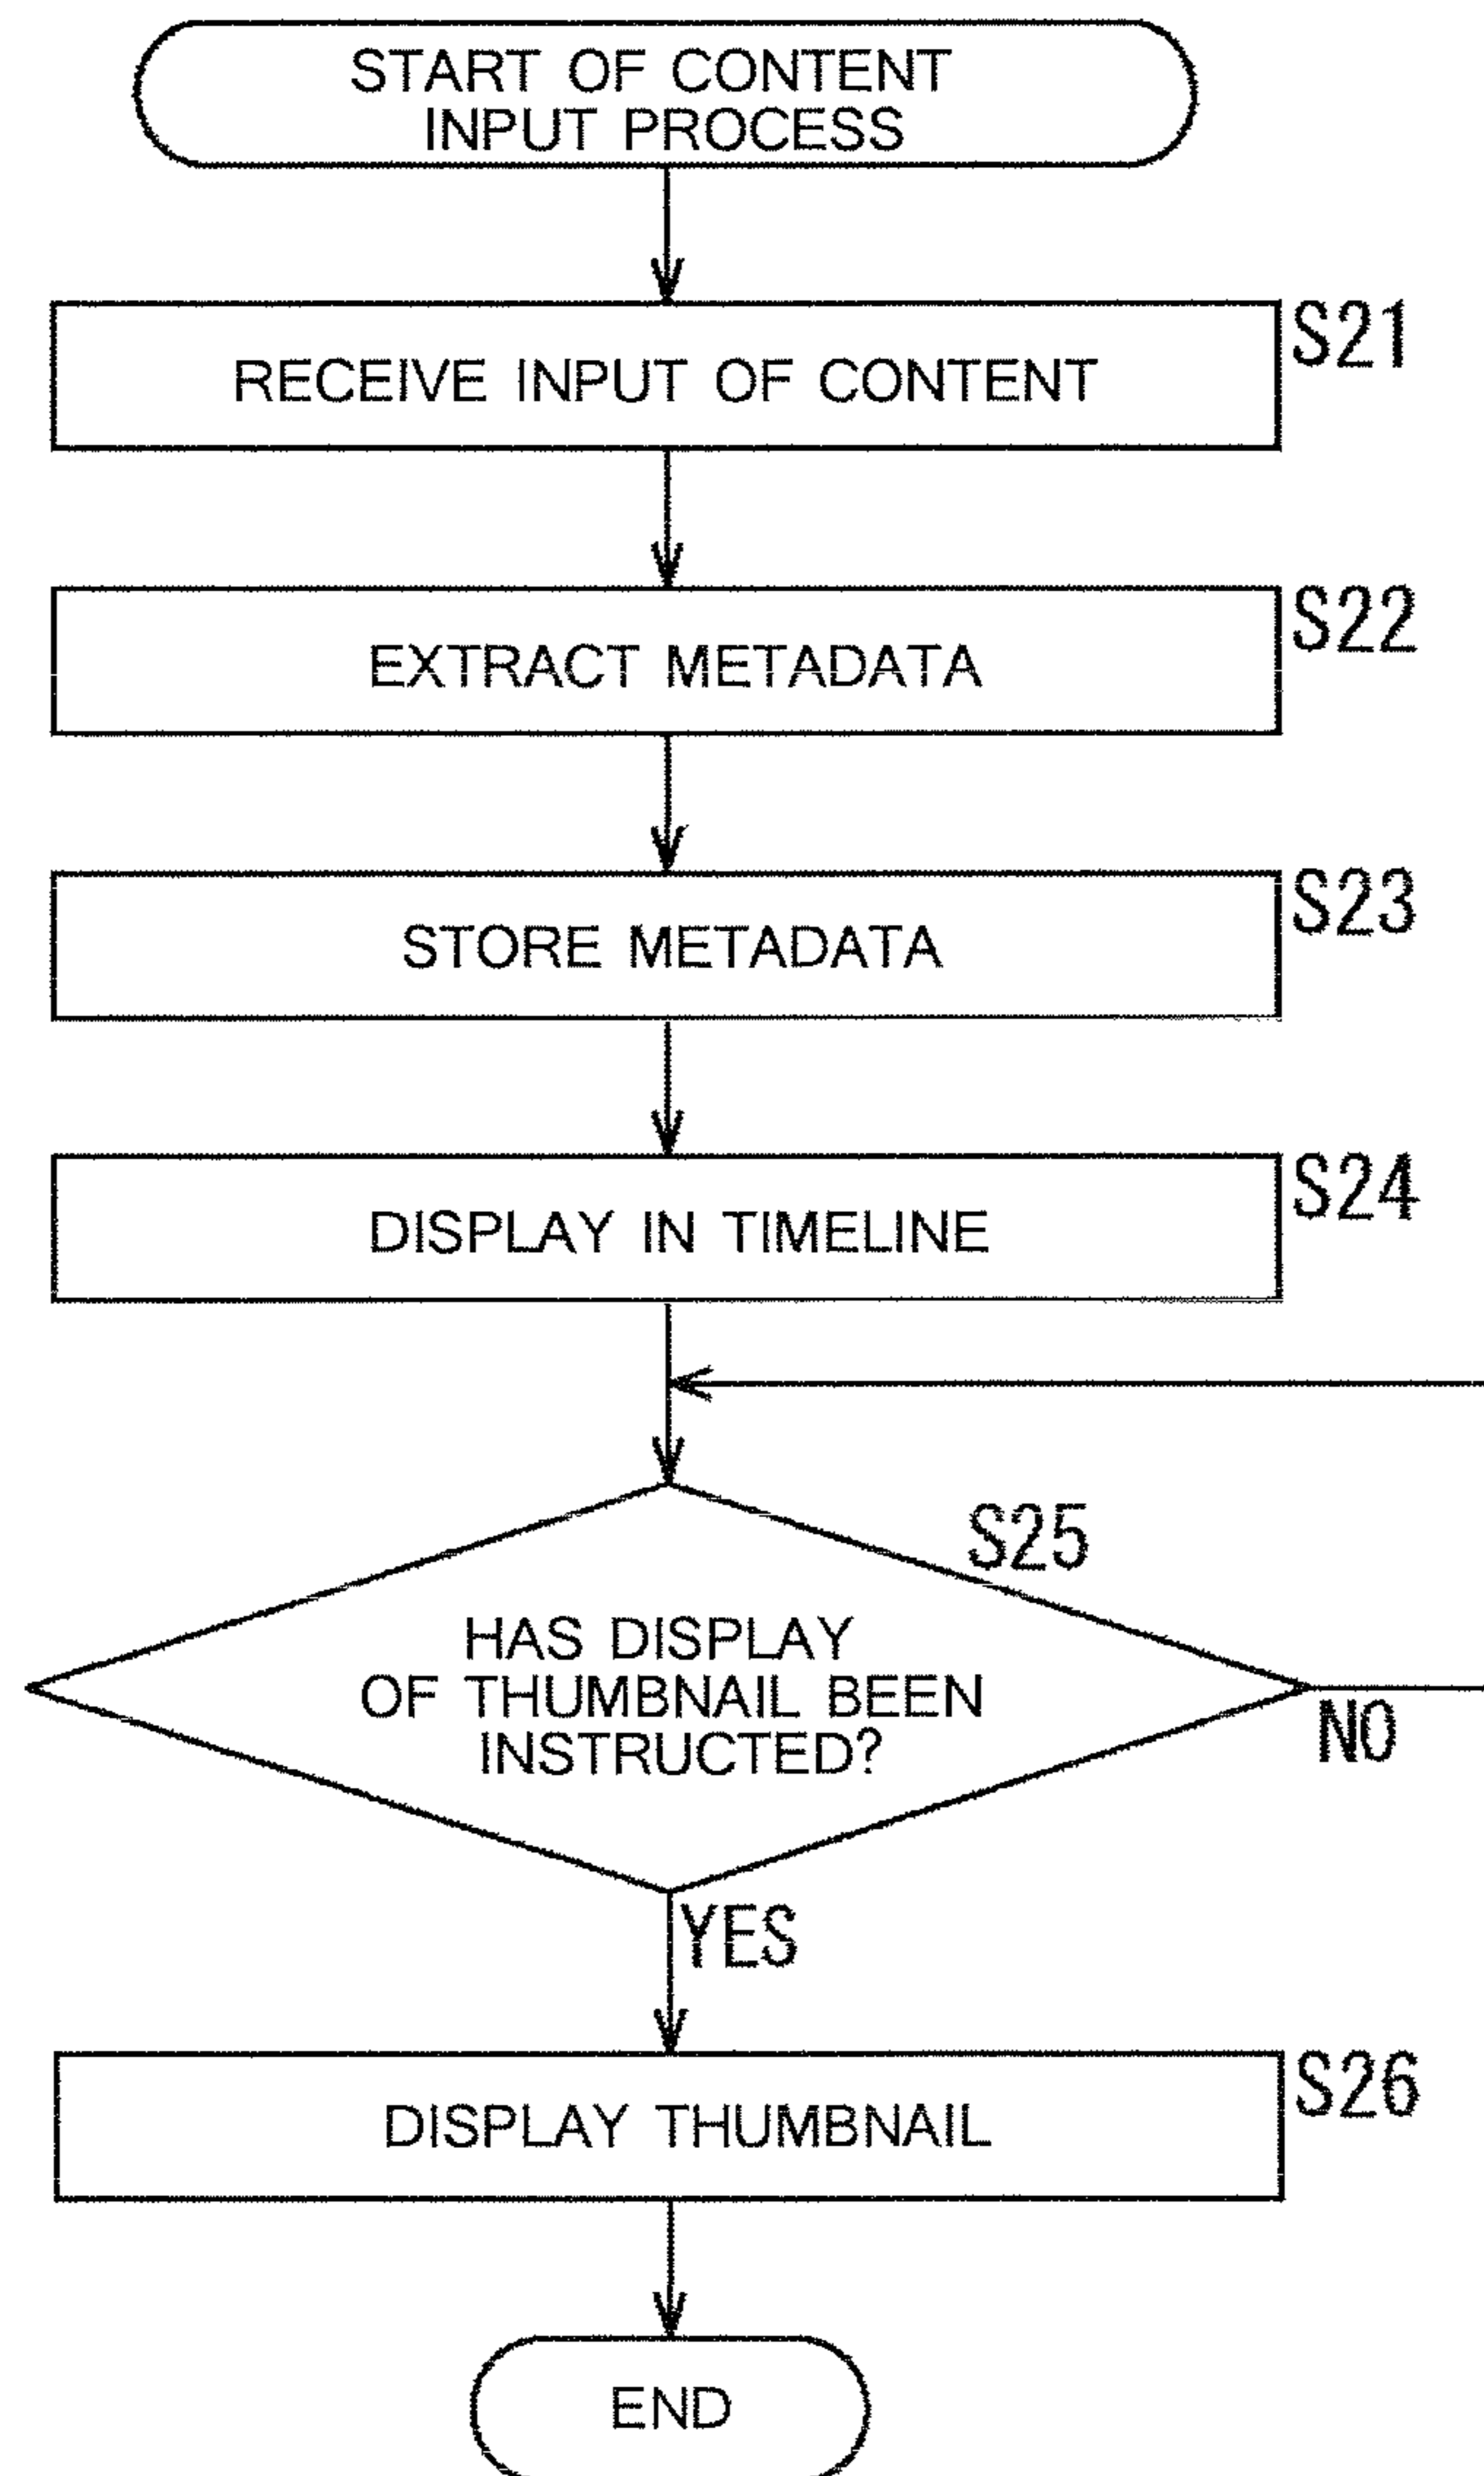 START OF CONTENT
INPUT PROCESS
RECEIVE INPUT OF CONTENT
S21
EXTRACT METADATA
S22
STORE METADATA
S23
DISPLAY IN TIMELINE
S24
S25
HAS DISPLAY
OF THUMBNAIL BEEN
INSTRUCTED?
NO
YES
DISPLAY THUMBNAIL
S26
END